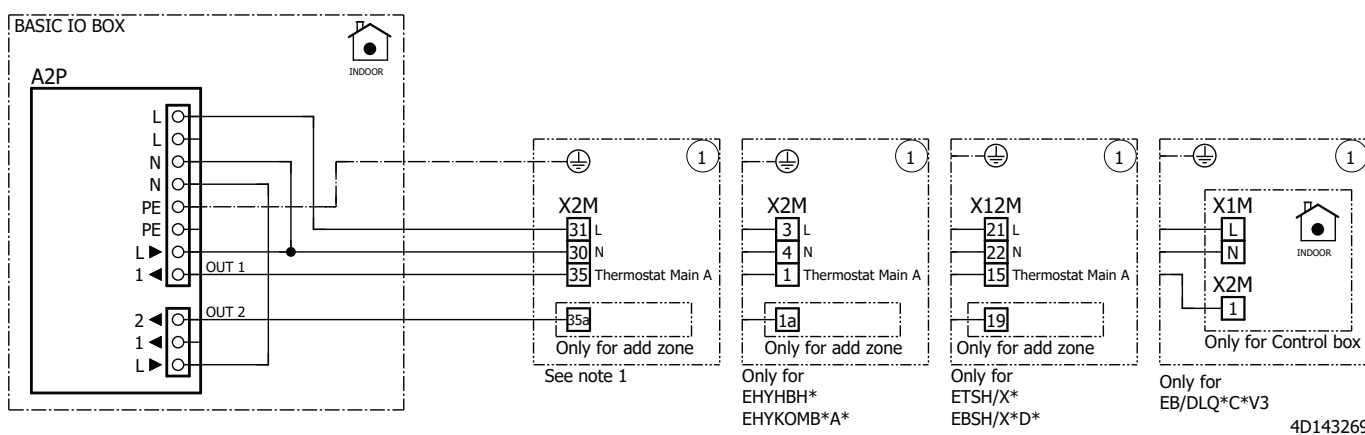 BASIC IO BOX
INDOOR
A2P
L
L
N
N
PE
PE
L ▶
1 ◀ OUT 1
2 ◀ OUT 2
1 ◀
L ▶
1
X2M
31 L
30 N
35 Thermostat Main A
35a
Only for add zone
See note 1
1
X2M
3 L
4 N
1 Thermostat Main A
1a
Only for add zone
Only for
EHYHBH*
EHYKOMB*A*
1
X12M
21 L
22 N
15 Thermostat Main A
19
Only for add zone
Only for
ETSH/X*
EBSH/X*D*
1
X1M
L
N
INDOOR
X2M
1
Only for Control box
Only for
EB/DLQ*C*V3
4D143269